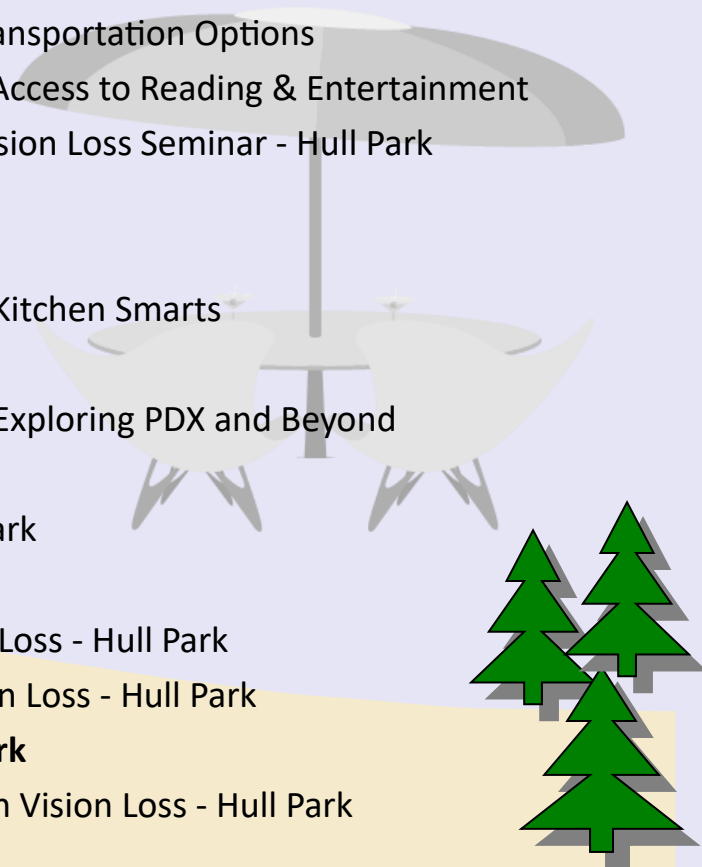 ansportation Options
Access to Reading & Entertainment
sion Loss Seminar - Hull Park
Kitchen Smarts
Exploring PDX and Beyond
ark
Loss - Hull Park
n Loss - Hull Park
rk
n Vision Loss - Hull Park